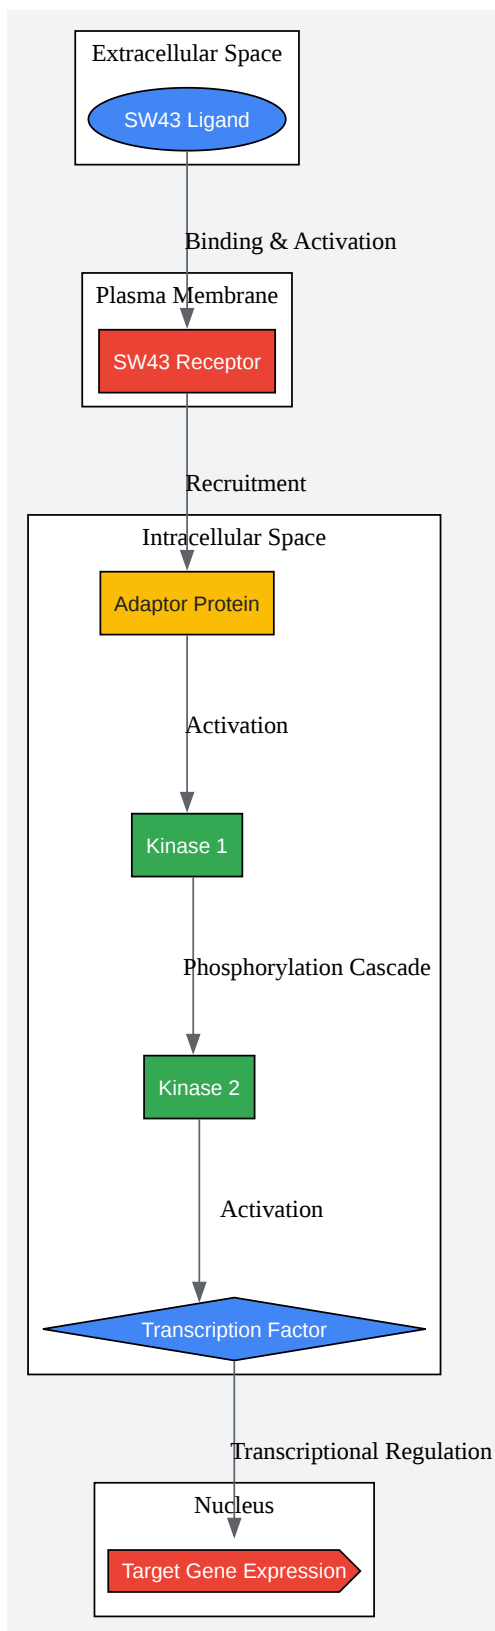 Extracellular Space
SW43 Ligand
Binding & Activation
Plasma Membrane
SW43 Receptor
Recruitment
Intracellular Space
Adaptor Protein
Activation
Kinase 1
Phosphorylation Cascade
Kinase 2
Activation
Transcription Factor
Transcriptional Regulation
Nucleus
Target Gene Expression